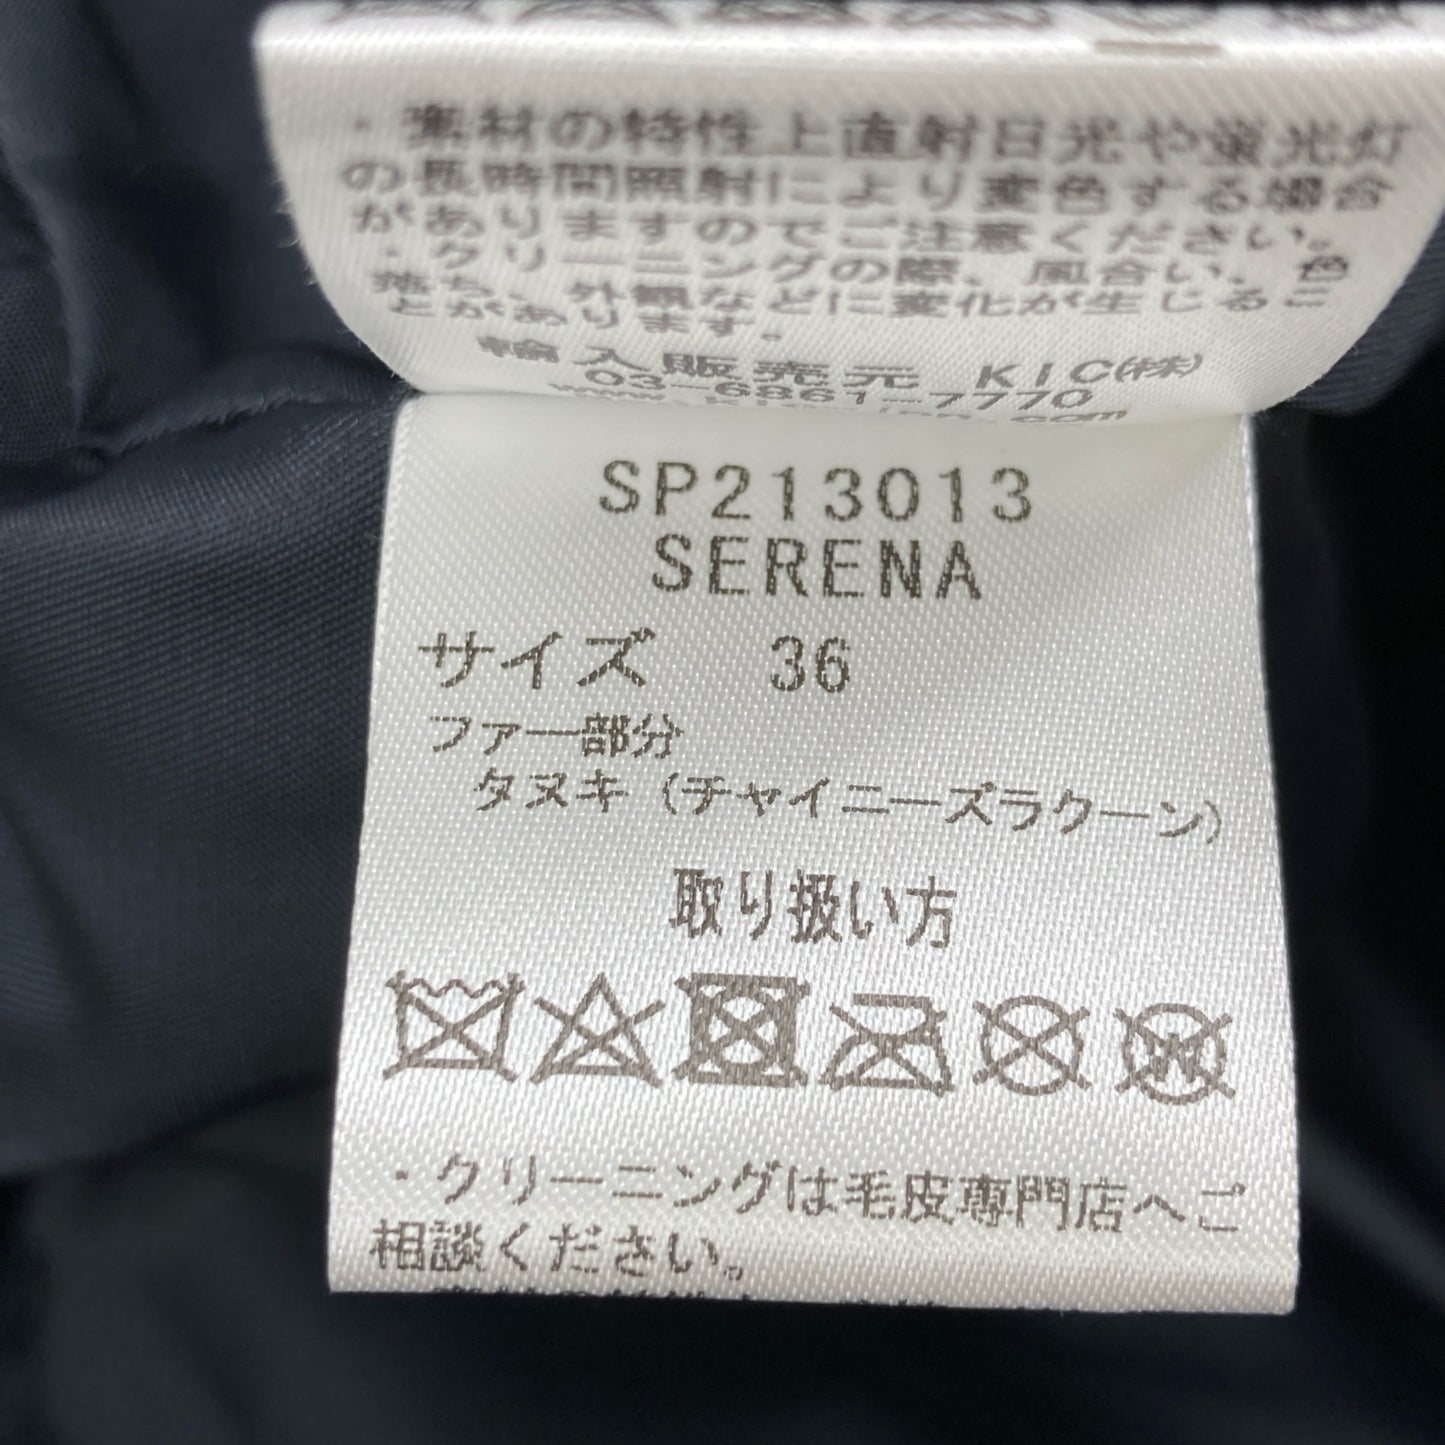 ・素材の特性上直射日光や蛍光灯
の長時間照射により変色する場合
がありますのでご注意ください。
・クリーニングの際、風合い、色
落ち、外観などに変化が生じるこ
とがあります。
輸入販売元 KIC(株)
03-6861-7770
SP213013
SERENA
サイズ 36
ファー部分
タヌキ(チャイニーズラクーン)
取り扱い方
・クリーニングは毛皮専門店へご
相談ください。